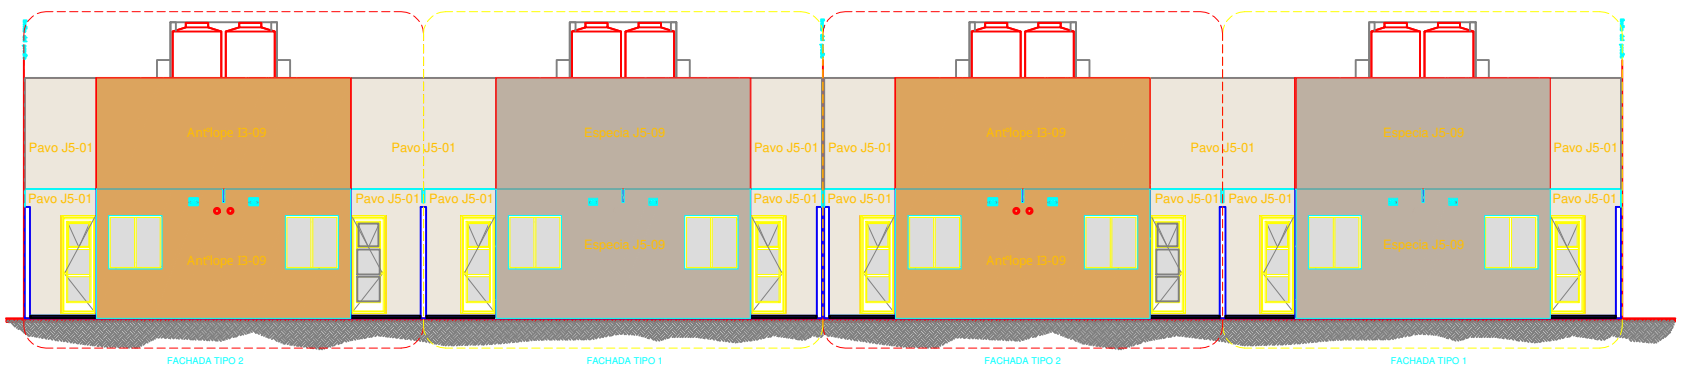 Antílope I3-09
Especia J5-09
Antílope I3-09
Especia J5-09
Pavo J5-01
Pavo J5-01
Pavo J5-01
Pavo J5-01
Pavo J5-01
Pavo J5-01
Pavo J5-01
Pavo J5-01
Pavo J5-01
Pavo J5-01
Pavo J5-01
Pavo J5-01
Pavo J5-01
Pavo J5-01
Especia J5-09
Especia J5-09
Antílope I3-09
Antílope I3-09
FACHADA TIPO 2
FACHADA TIPO 1
FACHADA TIPO 2
FACHADA TIPO 1